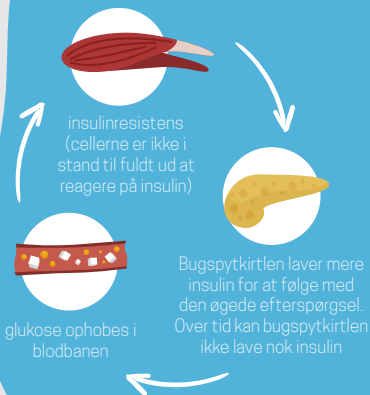 insulinresistens
(cellerne er ikke i
stand til fuldt ud at
reagere på insulin)
Bugspytkirtlen laver mere
insulin for at følge med
den øgede efterspørgsel.
Over tid kan bugspytkirtlen
ikke lave nok insulin
glukose ophobes i
blodbanen